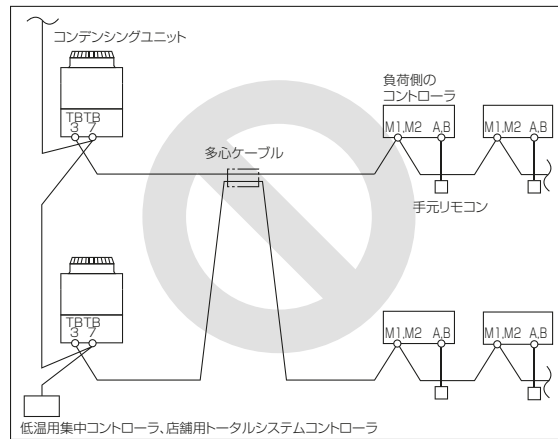 コンデンシングユニット
TBTB
3 7
負荷側の
コントローラ
M1,M2 A,B
M1,M2 A,B
多心ケーブル
手元リモコン
TBTB
3 7
M1,M2 A,B
M1,M2 A,B
低温用集中コントローラ、店舗用トータルシステムコントローラ